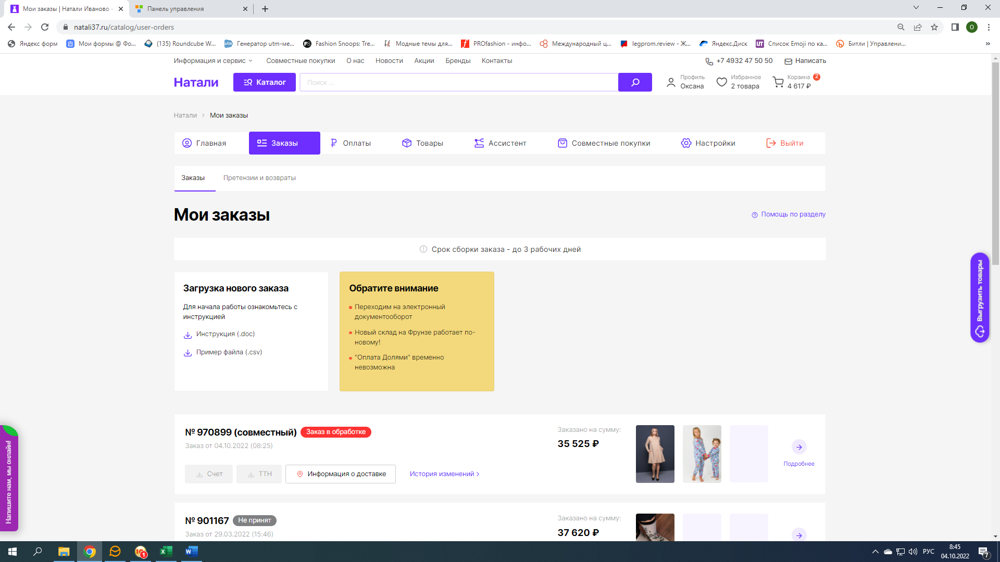 Мои заказы | Натали Иваново -
Панель управления
natali37.ru/catalog/user-orders
О
Яндекс форм
Мои формы @ Фо...
(135) Roundcube W...
utm
Генератор utm-ме...
FS
Fashion Snoops: Tre...
Модные темы для...
PROfashion - инфо...
Международный ц...
legprom.review - Ж...
Яндекс.Диск
UT
Список Emoji по ка...
Битли | Управлени...
»
Информация и сервис
Совместные покупки
О нас
Новости
Акции
Бренды
Контакты
+7 4932 47 50 50
Написать
Натали
Каталог
Поиск ...
Профиль
Оксана
Избранное
2 товара
Корзина
2
4 617 ₽
Натали > Мои заказы
Главная
Заказы
Оплаты
Товары
Ассистент
Совместные покупки
Настройки
Выйти
Заказы
Претензии и возвраты
Мои заказы
Помощь по разделу
Срок сборки заказа - до 3 рабочих дней
Загрузка нового заказа
Для начала работы ознакомьтесь с
инструкцией
Инструкция (.doc)
Пример файла (.csv)
Обратите внимание
Переходим на электронный
документооборот
Новый склад на Фрунзе работает по-
новому!
"Оплата Долями" временно
невозможна
Выгрузить товары
Напишите нам, мы онлайн!
№ 970899 (совместный)
Заказ в обработке
Заказ от 04.10.2022 (08:25)
Счет
ТТН
Информация о доставке
История изменений >
Заказано на сумму:
35 525 ₽
Подробнее
№ 901167
Не принят
Заказ от 29.03.2022 (15:46)
Заказано на сумму:
37 620 ₽
1
РУС
8:45
04.10.2022
7